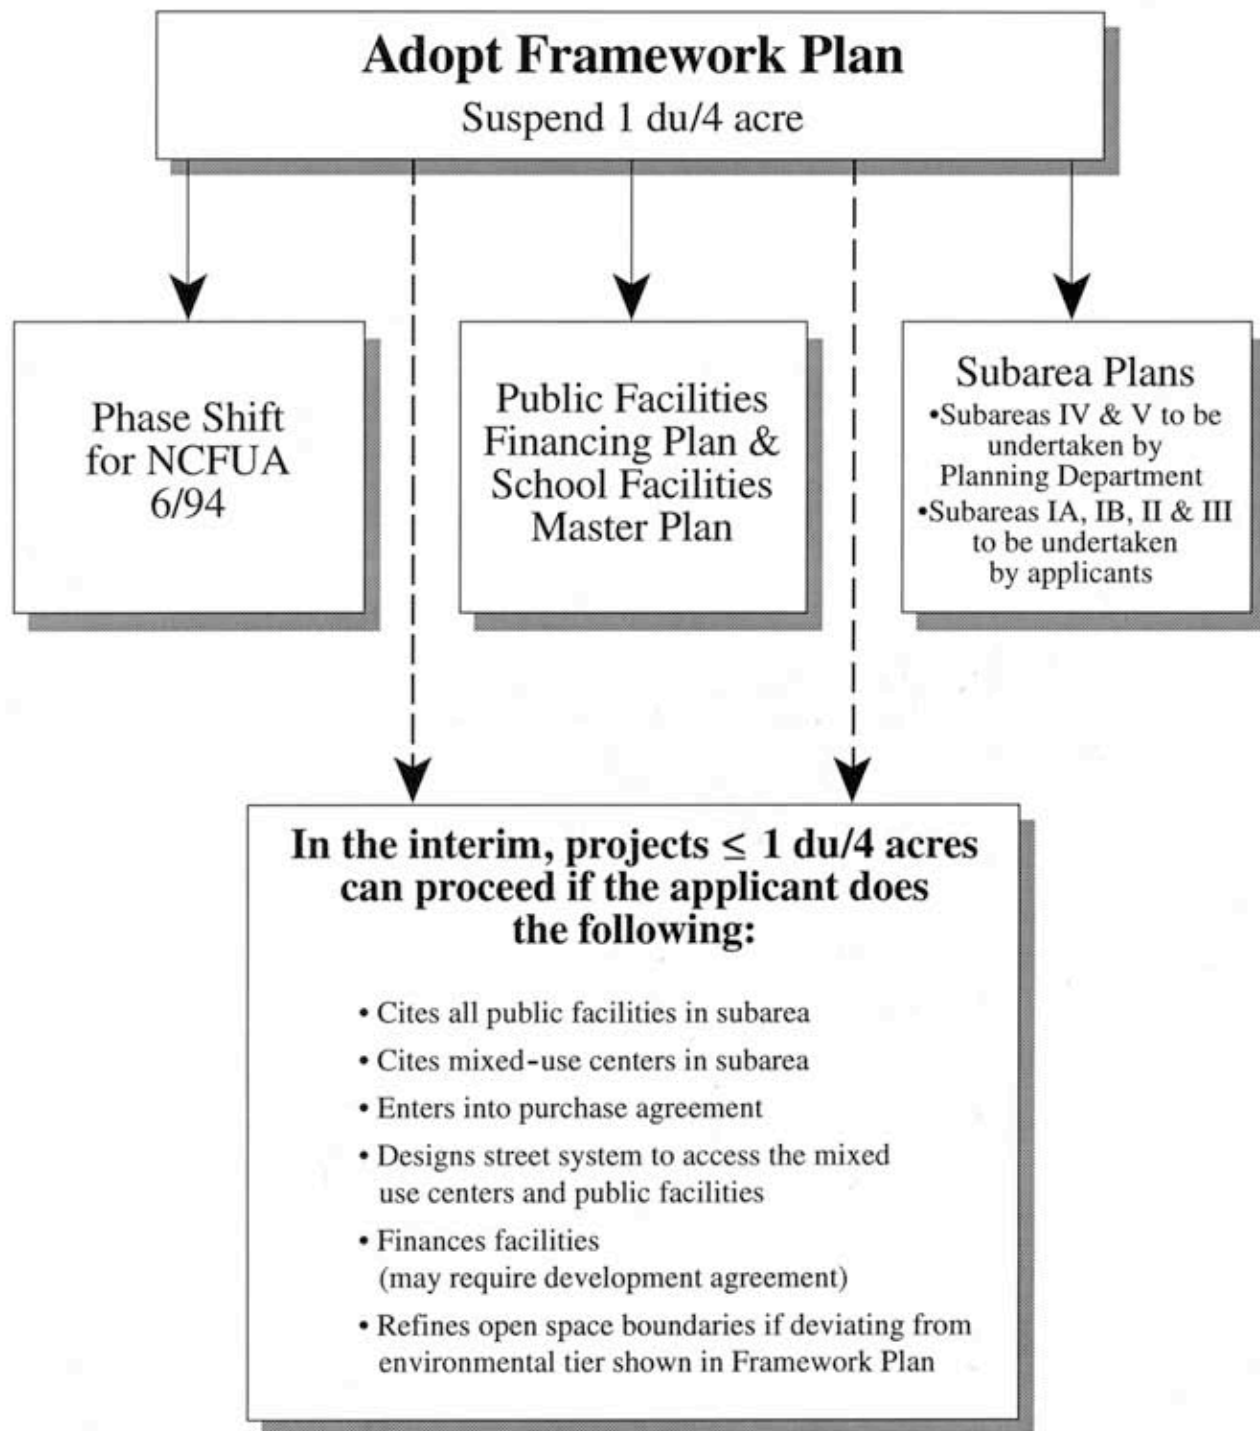 Adopt Framework Plan
Suspend 1 du/4 acre
Phase Shift
for NCFUA
6/94
Public Facilities
Financing Plan &
School Facilities
Master Plan
Subarea Plans
•Subareas IV & V to be
undertaken by
Planning Department
•Subareas IA, IB, II & III
to be undertaken
by applicants
In the interim, projects ≤ 1 du/4 acres
can proceed if the applicant does
the following:
• Cites all public facilities in subarea
• Cites mixed-use centers in subarea
• Enters into purchase agreement
• Designs street system to access the mixed
use centers and public facilities
• Finances facilities
(may require development agreement)
• Refines open space boundaries if deviating from
environmental tier shown in Framework Plan